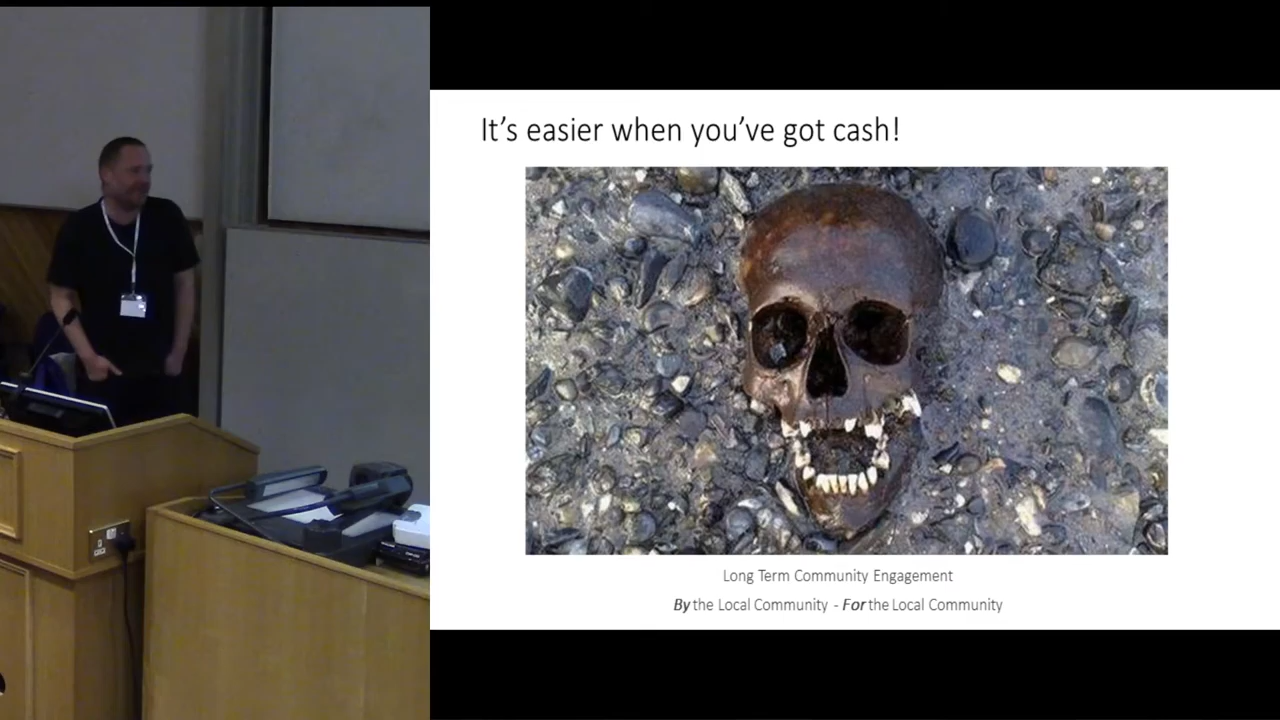 It's easier when you've got cash!
Long Term Community Engagement
By the Local Community - For the Local Community